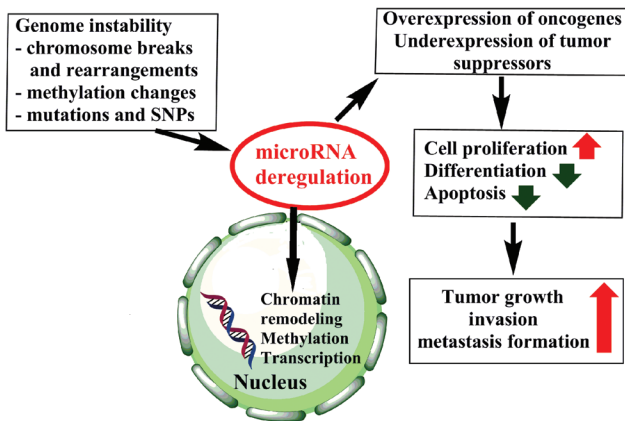 Genome instability
- chromosome breaks
and rearrangements
- methylation changes
- mutations and SNPs
microRNA
deregulation
Overexpression of oncogenes
Underexpression of tumor
suppressors
Cell proliferation
Differentiation
Apoptosis
Tumor growth
invasion
metastasis formation
Chromatin
remodeling
Methylation
Transcription
Nucleus